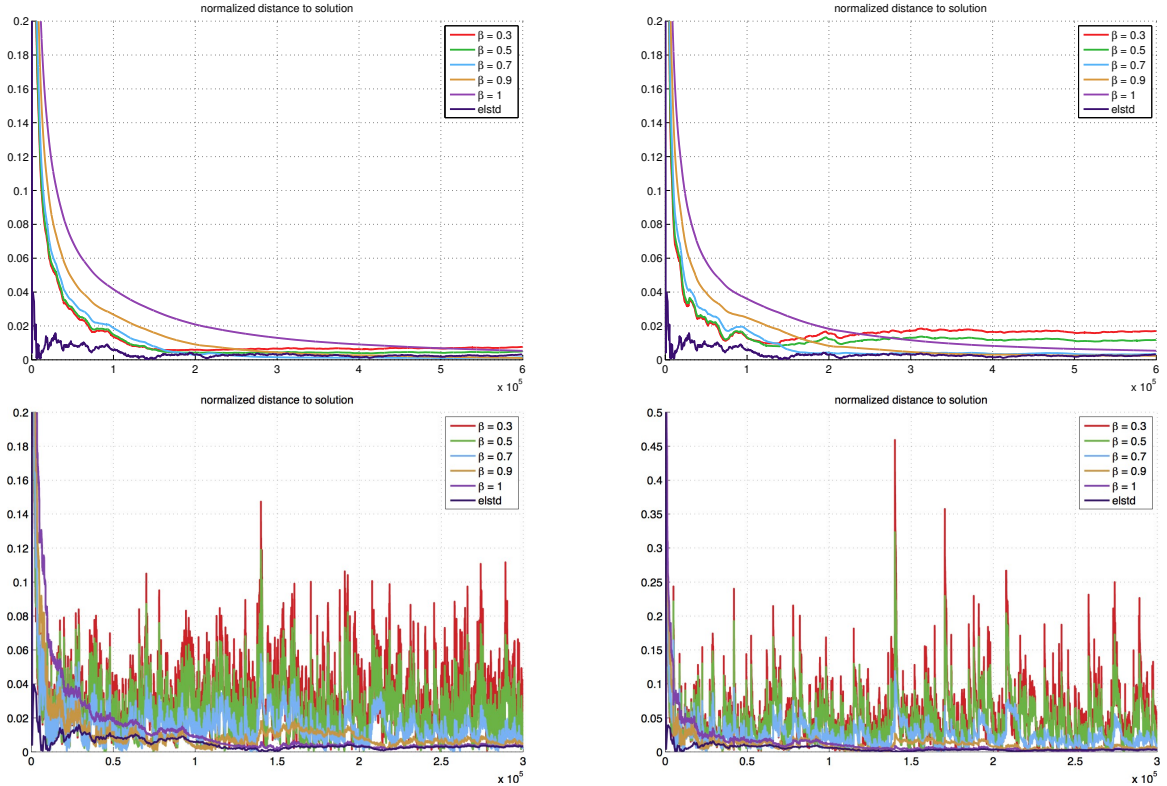 normalized distance to solution
0.2
0.18
0.16
0.14
0.12
0.1
0.08
0.06
0.04
0.02
0
0 1 2 3 4 5 6
x 10^5
β = 0.3
β = 0.5
β = 0.7
β = 0.9
β = 1
elstd
normalized distance to solution
0.2
0.18
0.16
0.14
0.12
0.1
0.08
0.06
0.04
0.02
0
0 1 2 3 4 5 6
x 10^5
β = 0.3
β = 0.5
β = 0.7
β = 0.9
β = 1
elstd
normalized distance to solution
0.2
0.18
0.16
0.14
0.12
0.1
0.08
0.06
0.04
0.02
0
0 0.5 1 1.5 2 2.5 3
x 10^5
β = 0.3
β = 0.5
β = 0.7
β = 0.9
β = 1
elstd
normalized distance to solution
0.5
0.45
0.4
0.35
0.3
0.25
0.2
0.15
0.1
0.05
0
0 0.5 1 1.5 2 2.5 3
x 10^5
β = 0.3
β = 0.5
β = 0.7
β = 0.9
β = 1
elstd